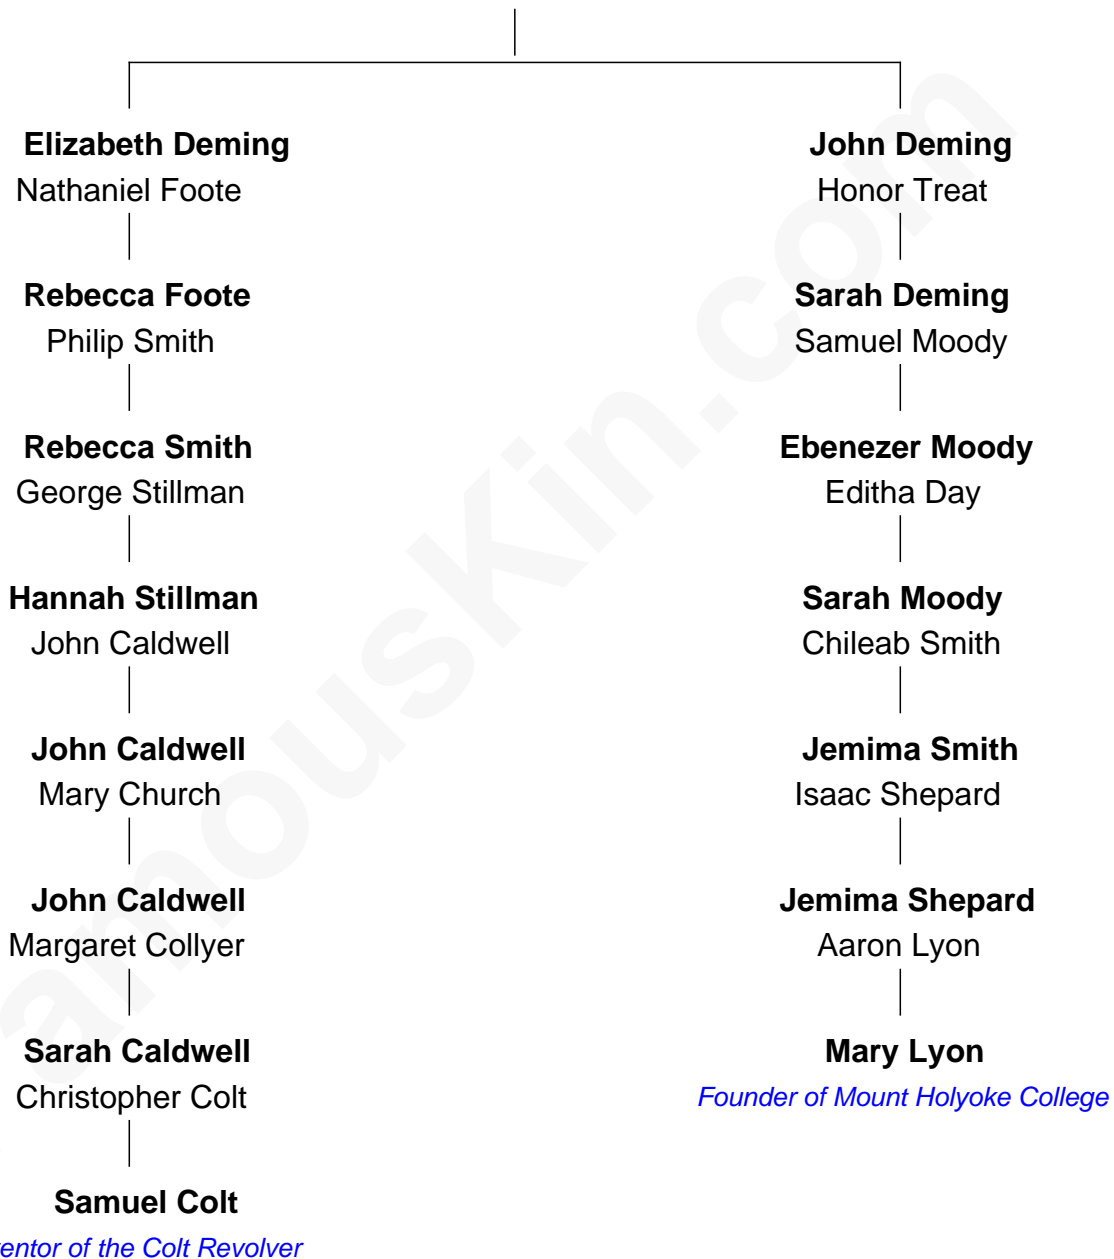 Elizabeth Deming
Nathaniel Foote
Rebecca Foote
Philip Smith
Rebecca Smith
George Stillman
Hannah Stillman
John Caldwell
John Caldwell
Mary Church
John Caldwell
Margaret Collyer
Sarah Caldwell
Christopher Colt
Samuel Colt
entor of the Colt Revolver
John Deming
Honor Treat
Sarah Deming
Samuel Moody
Ebenezer Moody
Editha Day
Sarah Moody
Chileab Smith
Jemima Smith
Isaac Shepard
Jemima Shepard
Aaron Lyon
Mary Lyon
Founder of Mount Holyoke College
amouskin.com